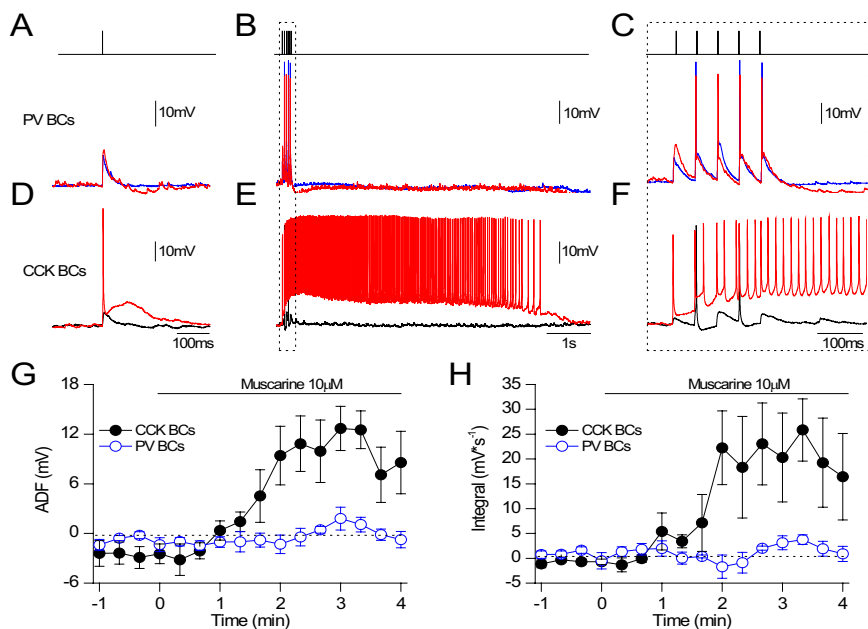 A
B
C
10mV
10mV
10mV
PV BCs
D
E
F
10mV
10mV
10mV
CCK BCs
100ms
1s
100ms
G
H
Muscarine 10μM
Muscarine 10μM
CCK BCs
PV BCs
CCK BCs
PV BCs
ADF (mV)
18
12
6
0
-6
Integral (mV*s⁻¹)
35
30
25
20
15
10
5
0
-5
-1 0 1 2 3 4
-1 0 1 2 3 4
Time (min)
Time (min)